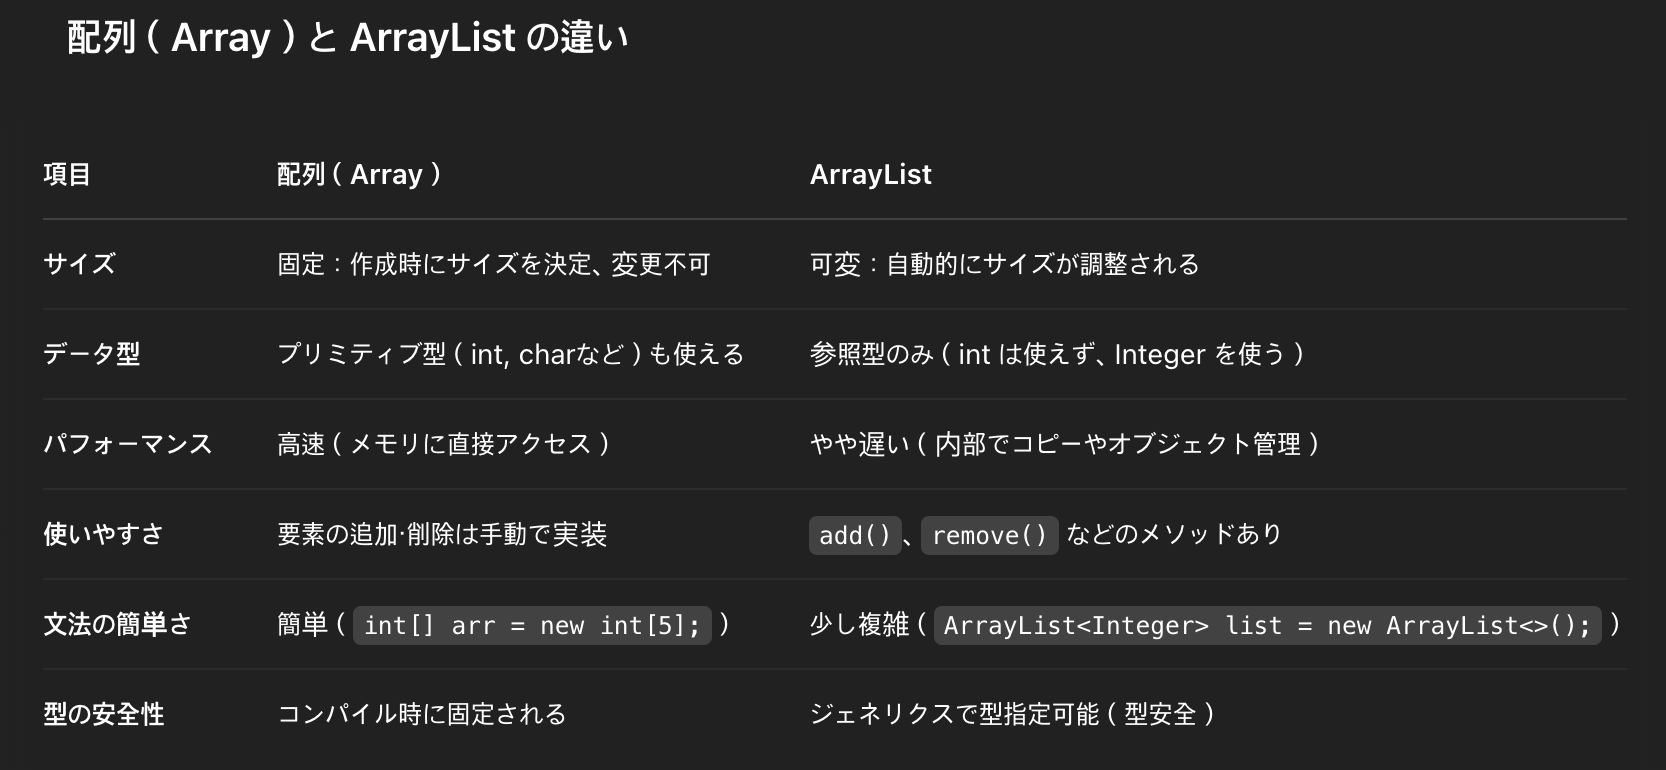 配列（Array）と ArrayList の違い
項目 配列（Array） ArrayList
サイズ 固定：作成時にサイズを決定、変更不可 可変：自動的にサイズが調整される
データ型 プリミティブ型（int, charなど）も使える 参照型のみ（int は使えず、Integer を使う）
パフォーマンス 高速（メモリに直接アクセス） やや遅い（内部でコピーやオブジェクト管理）
使いやすさ 要素の追加·削除は手動で実装 add()、remove() などのメソッドあり
文法の簡単さ 簡単（int[] arr = new int[5];） 少し複雑（ArrayList<Integer> list = new ArrayList<>();）
型の安全性 コンパイル時に固定される ジェネリクスで型指定可能（型安全）